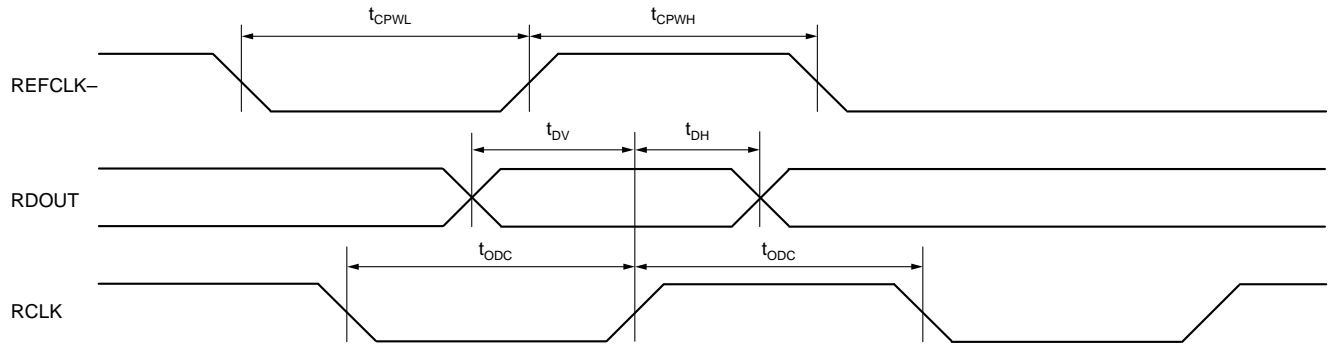 tCPWL tCPWH
REFCLK–
tDV tDH
RDOUT
tODC tODC
RCLK